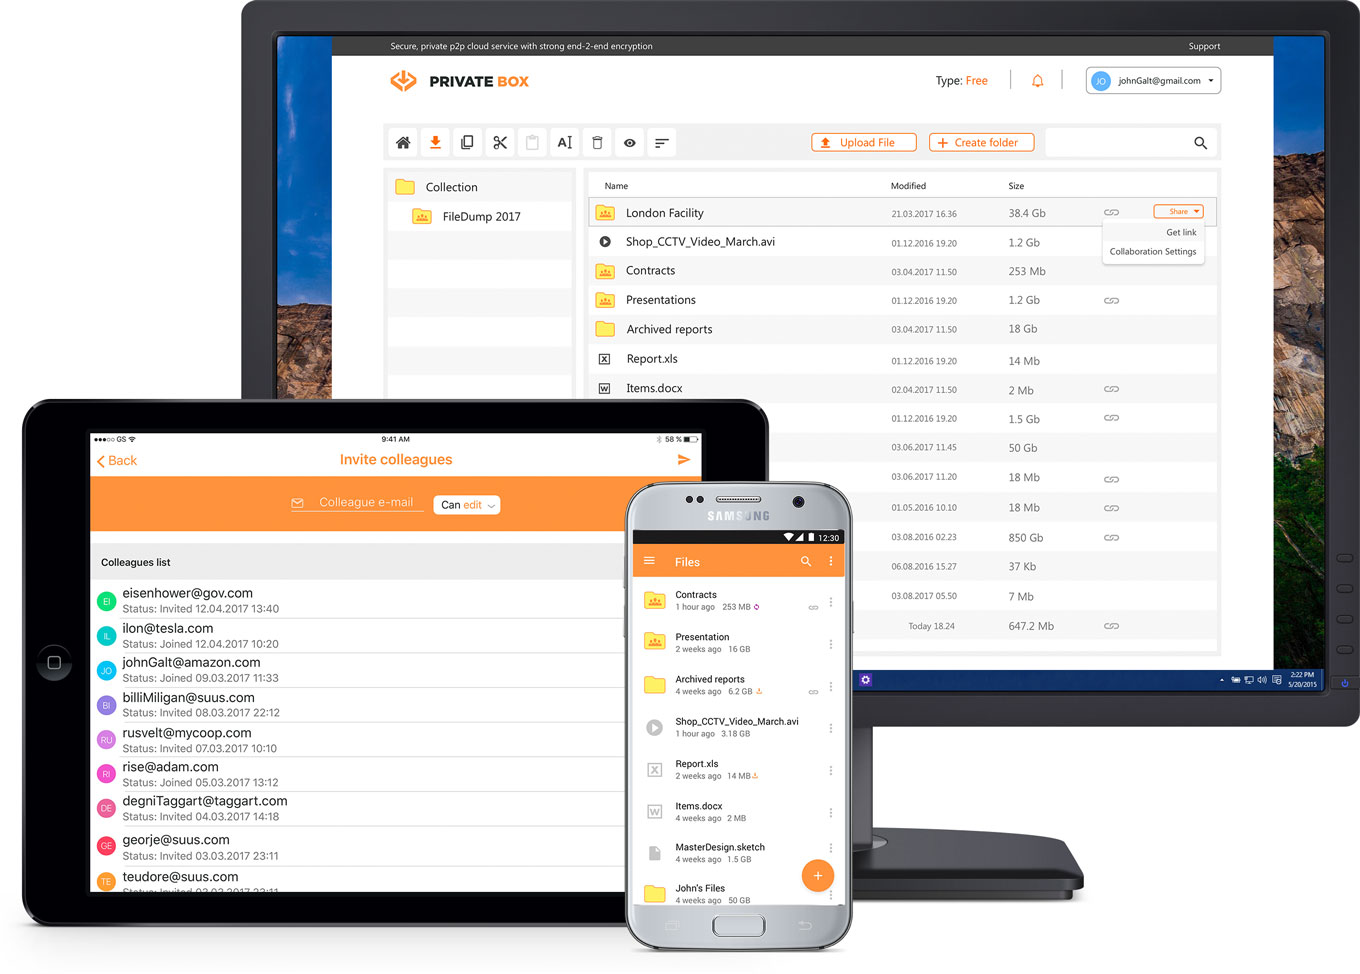 Secure, private p2p cloud service with strong end-2-end encryption Support
PRIVATE BOX Type: Free JO johnGalt@gmail.com
AI Upload File + Create folder
Collection
FileDump 2017
Name Modified Size
London Facility 21.03.2017 16.36 38.4 Gb Share
Get link
Collaboration Settings
Shop_CCTV_Video_March.avi 01.12.2016 19.20 1.2 Gb
Contracts 03.04.2017 11.50 253 Mb
Presentations 01.12.2016 19.20 1.2 Gb
Archived reports 03.04.2017 11.50 18 Gb
X Report.xls 01.12.2016 19.20 14 Mb
W Items.docx 02.04.2017 11.50 2 Mb
01.12.2016 19.20 1.5 Gb
03.06.2017 11.45 50 Gb
03.06.2017 11.20 18 Mb
01.05.2016 10.10 18 Mb
03.08.2016 02.23 850 Gb
06.08.2016 15.27 37 Kb
03.08.2017 05.50 7 Mb
Today 18.24 647.2 Mb
2:22 PM
5/20/2015
GS 9:41 AM 58 %
Back Invite colleagues
Colleague e-mail Can edit
Colleagues list
EI eisenhower@gov.com
Status: Invited 12.04.2017 13:40
IL ilon@tesla.com
Status: Joined 12.04.2017 10:20
JO johnGalt@amazon.com
Status: Joined 09.03.2017 11:33
BI billiMiligan@suus.com
Status: Invited 08.03.2017 22:12
RU rusvelt@mycoop.com
Status: Invited 07.03.2017 10:10
RI rise@adam.com
Status: Joined 05.03.2017 13:12
DE degniTaggart@taggart.com
Status: Invited 04.03.2017 14:18
GE georje@suus.com
Status: Invited 03.03.2017 23:11
TE teudore@suus.com
Status: Invited 03.03.2017 23:11
SAMSUNG
12:30
Files
Contracts
1 hour ago 253 MB
Presentation
2 weeks ago 16 GB
Archived reports
4 weeks ago 6.2 GB
Shop_CCTV_Video_March.avi
1 hour ago 3.18 GB
X Report.xls
2 weeks ago 14 MB
W Items.docx
4 weeks ago 2 MB
MasterDesign.sketch
4 weeks ago 1.5 GB
John's Files
4 weeks ago 50 GB